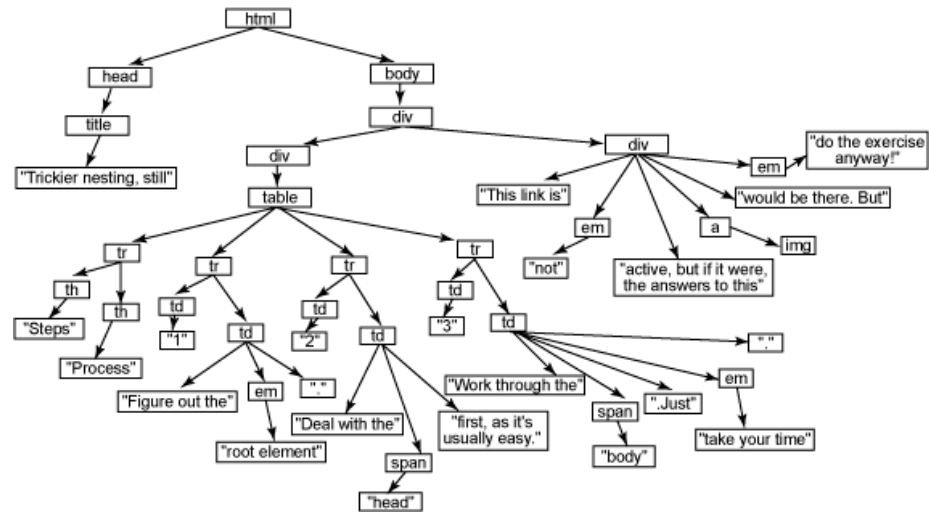 html
head
body
title
div
div
div
em
"do the exercise
anyway!"
"Trickier nesting, still"
table
"This link is"
"would be there. But"
em
a
img
tr
tr
tr
tr
"not"
"active, but if it were,
the answers to this"
th
th
td
td
td
"Steps"
"1"
td
"2"
td
"3"
td
"."
"Process"
"Figure out the"
em
"."
"Deal with the"
"first, as it's
usually easy."
"Work through the"
span
".Just"
em
"root element"
span
"body"
"take your time"
"head"